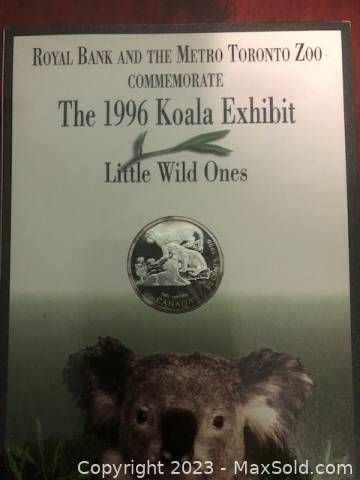 ROYAL BANK AND THE METRO TORONTO ZOO
COMMEMORATE
The 1996 Koala Exhibit
Little Wild Ones
CANADA
Copyright © 2023 - MaxSold.com